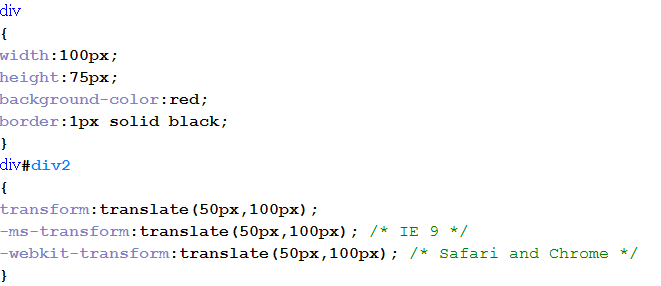 div
{
width:100px;
height:75px;
background-color:red;
border:1px solid black;
}
div#div2
{
transform:translate(50px,100px);
-ms-transform:translate(50px,100px); /* IE 9 */
-webkit-transform:translate(50px,100px); /* Safari and Chrome */
}